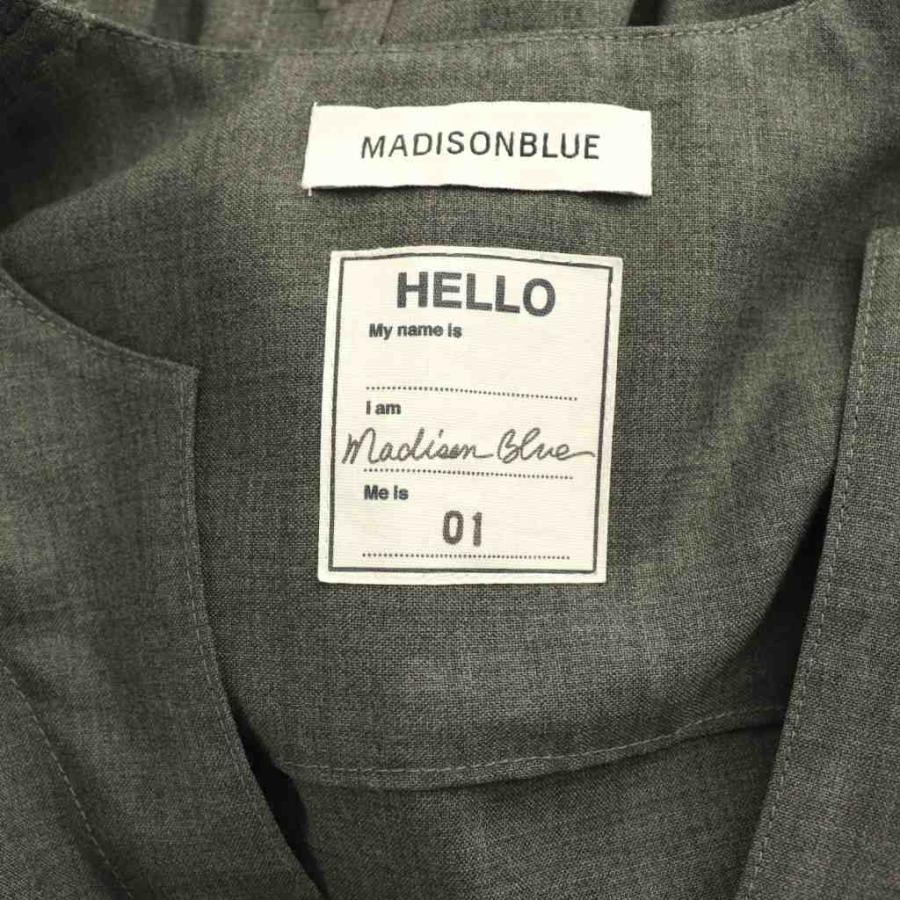 MADISONBLUE
HELLO
My name is
I am
Madison Blue
Me is
01